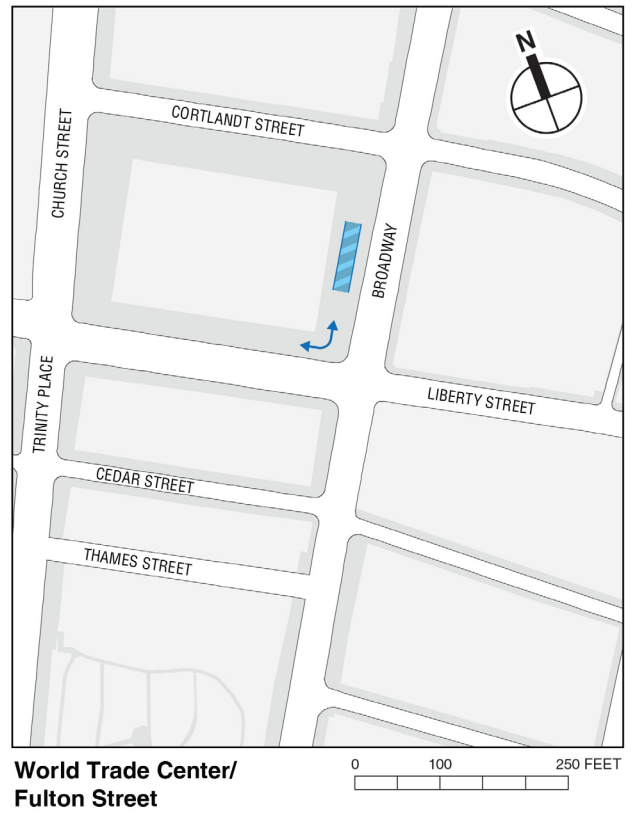 N
CORTLANDT STREET
CHURCH STREET
BROADWAY
TRINITY PLACE
LIBERTY STREET
CEDAR STREET
THAMES STREET
World Trade Center/
Fulton Street
0 100 250 FEET